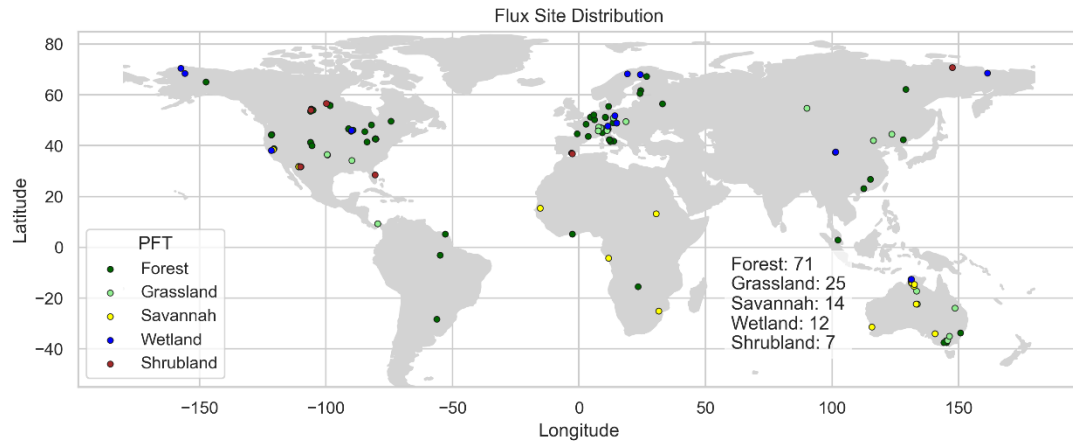 Flux Site Distribution
80
60
40
20
0
−20
−40
Latitude
PFT
Forest
Grassland
Savannah
Wetland
Shrubland
Forest: 71
Grassland: 25
Savannah: 14
Wetland: 12
Shrubland: 7
−150
−100
−50
0
50
100
150
Longitude